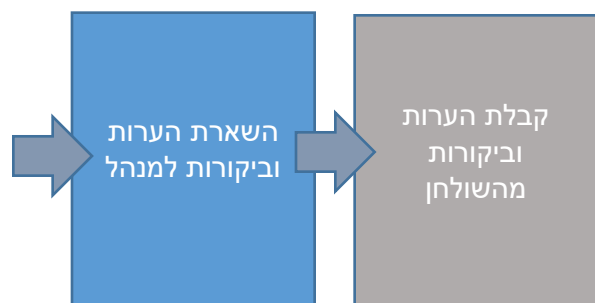 השארת הערות
וביקורות למנהל
קבלת הערות
וביקורות
מהשולחן